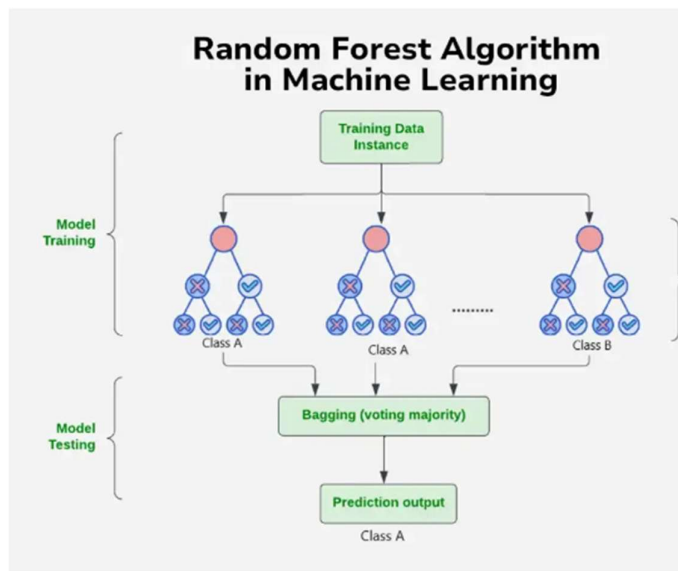 Random Forest Algorithm
in Machine Learning
Training Data
Instance
Model
Training
Class A
Class A
.........
Class B
Bagging (voting majority)
Model
Testing
Prediction output
Class A